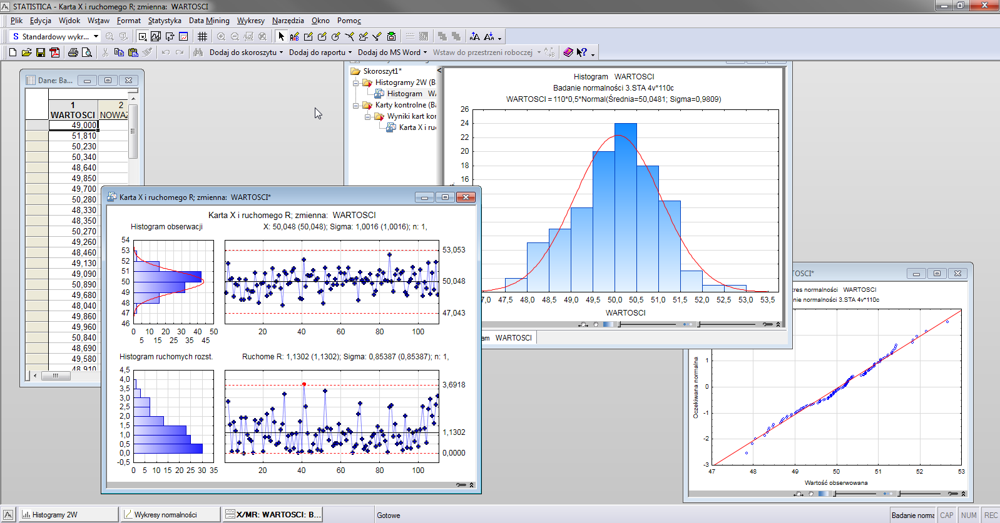 STATISTICA - Karta X i ruchomego R; zmienna: WARTOSCI
Plik Edycja Widok Wstaw Format Statystyka Data Mining Wykresy Narzędzia Okno Pomoc
S Standardowy wykr...
Dodaj do skoroszytu Dodaj do raportu Dodaj do MS Word Wstaw do przestrzeni roboczej
Dane: Ba...
1 2
WARTOSCI NOWAZ
49,000
51,810
50,230
50,340
48,640
49,850
49,700
50,280
48,330
48,350
50,270
49,260
48,460
49,130
49,090
50,890
49,680
48,040
49,860
49,960
50,840
48,690
49,580
48,910
Skoroszyt1*
Histogramy 2W (B
Histogram W
Karty kontrolne (Ba
Wyniki kart kor
Karta X i ruc
Histogram WARTOSCI
Badanie normalności 3.STA 4v*110c
WARTOSCI = 110*0,5*Normal(Średnia=50,0481; Sigma=0,9809)
26
24
22
20
18
16
7,0 47,5 48,0 48,5 49,0 49,5 50,0 50,5 51,0 51,5 52,0 52,5 53,0 53,5
WARTOSCI
am WARTOSCI
Karta X i ruchomego R; zmienna: WARTOSCI*
Karta X i ruchomego R; zmienna: WARTOSCI
Histogram obserwacji
X: 50,048 (50,048); Sigma: 1,0016 (1,0016); n: 1,
54
53
52
51
50
49
48
47
46
0 10 20 30 40 50
5 15 25 35 45
53,053
50,048
47,043
20 40 60 80 100
Histogram ruchomych rozst.
Ruchome R: 1,1302 (1,1302); Sigma: 0,85387 (0,85387); n: 1,
4,5
4,0
3,5
3,0
2,5
2,0
1,5
1,0
0,5
0,0
-0,5
0 5 10 15 20 25 30 35
3,6918
1,1302
0,0000
20 40 60 80 100
TOSCI*
kres normalności WARTOSCI
anie normalności 3.STA 4v*110c
1
0
-1
-2
-3
47 48 49 50 51 52 53
Oczekiwana normalna
Wartość obserwowana
Histogramy 2W
Wykresy normalności
X/MR: WARTOSCI: B...
Gotowe
Badanie norma
CAP
NUM
REC